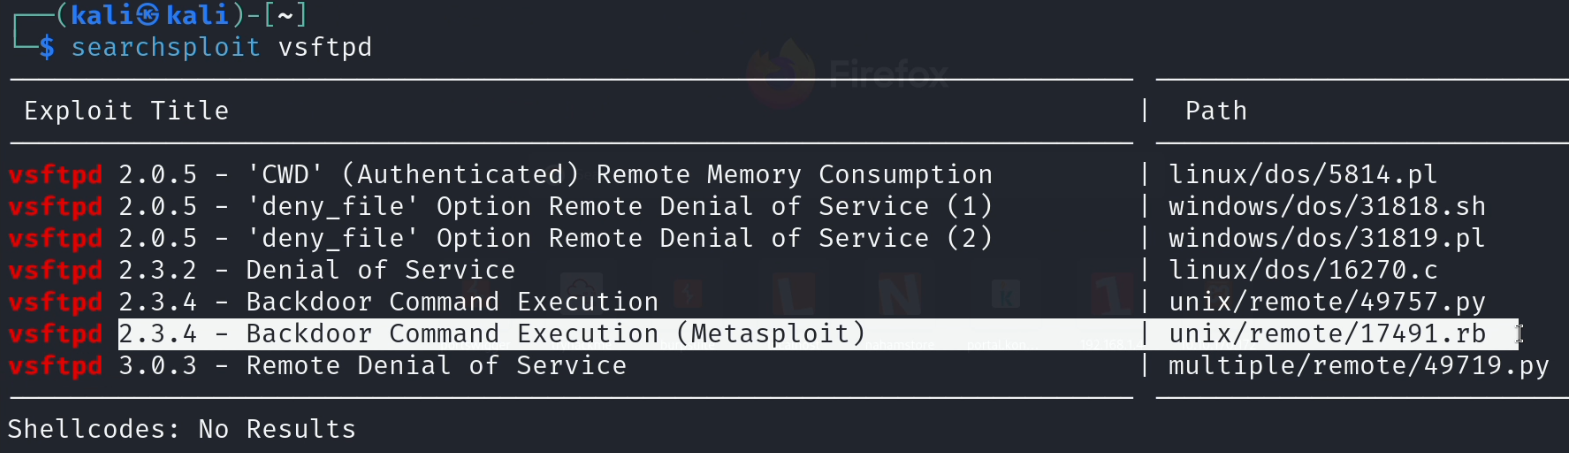 (kali㉿kali)-[~]
$ searchsploit vsftpd
Firefox
Exploit Title | Path
vsftpd 2.0.5 - 'CWD' (Authenticated) Remote Memory Consumption | linux/dos/5814.pl
vsftpd 2.0.5 - 'deny_file' Option Remote Denial of Service (1) | windows/dos/31818.sh
vsftpd 2.0.5 - 'deny_file' Option Remote Denial of Service (2) | windows/dos/31819.pl
vsftpd 2.3.2 - Denial of Service | linux/dos/16270.c
vsftpd 2.3.4 - Backdoor Command Execution | unix/remote/49757.py
vsftpd 2.3.4 - Backdoor Command Execution (Metasploit) | unix/remote/17491.rb
vsftpd 3.0.3 - Remote Denial of Service | multiple/remote/49719.py
Shellcodes: No Results